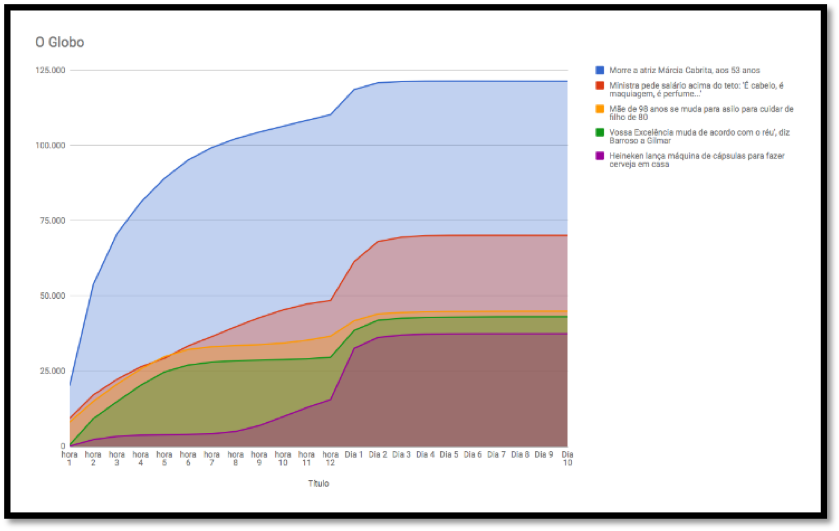 O Globo
125.000
100.000
75.000
50.000
25.000
0
hora 1
hora 2
hora 3
hora 4
hora 5
hora 6
hora 7
hora 8
hora 9
hora 10
hora 11
hora 12
Dia 1
Dia 2
Dia 3
Dia 4
Dia 5
Dia 6
Dia 7
Dia 8
Dia 9
Dia 10
Título
Morre a atriz Márcia Cabrita, aos 53 anos
Ministra pede salário acima do teto: 'É cabelo, é
maquiagem, é perfume...'
Mãe de 98 anos se muda para asilo para cuidar de
filho de 80
'Vossa Excelência muda de acordo com o réu', diz
Barroso a Gilmar
Heineken lança máquina de cápsulas para fazer
cerveja em casa